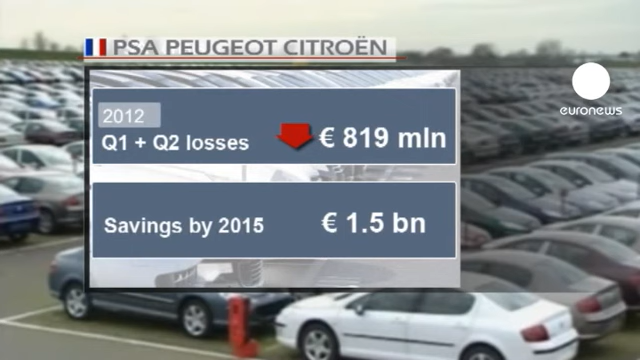 PSA PEUGEOT CITROËN
euronews
2012
Q1 + Q2 losses € 819 mln
Savings by 2015 € 1.5 bn